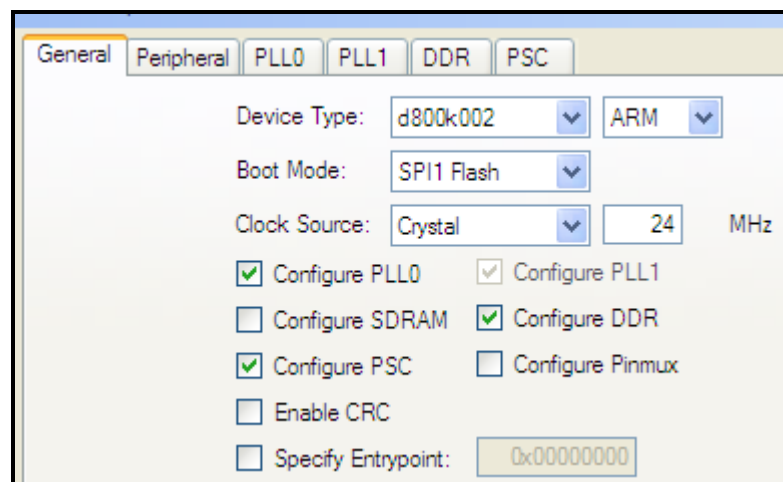 General Peripheral PLL0 PLL1 DDR PSC
Device Type: d800k002 ARM
Boot Mode: SPI1 Flash
Clock Source: Crystal 24 MHz
Configure PLL0 Configure PLL1
Configure SDRAM Configure DDR
Configure PSC Configure Pinmux
Enable CRC
Specify Entrypoint: 0x00000000